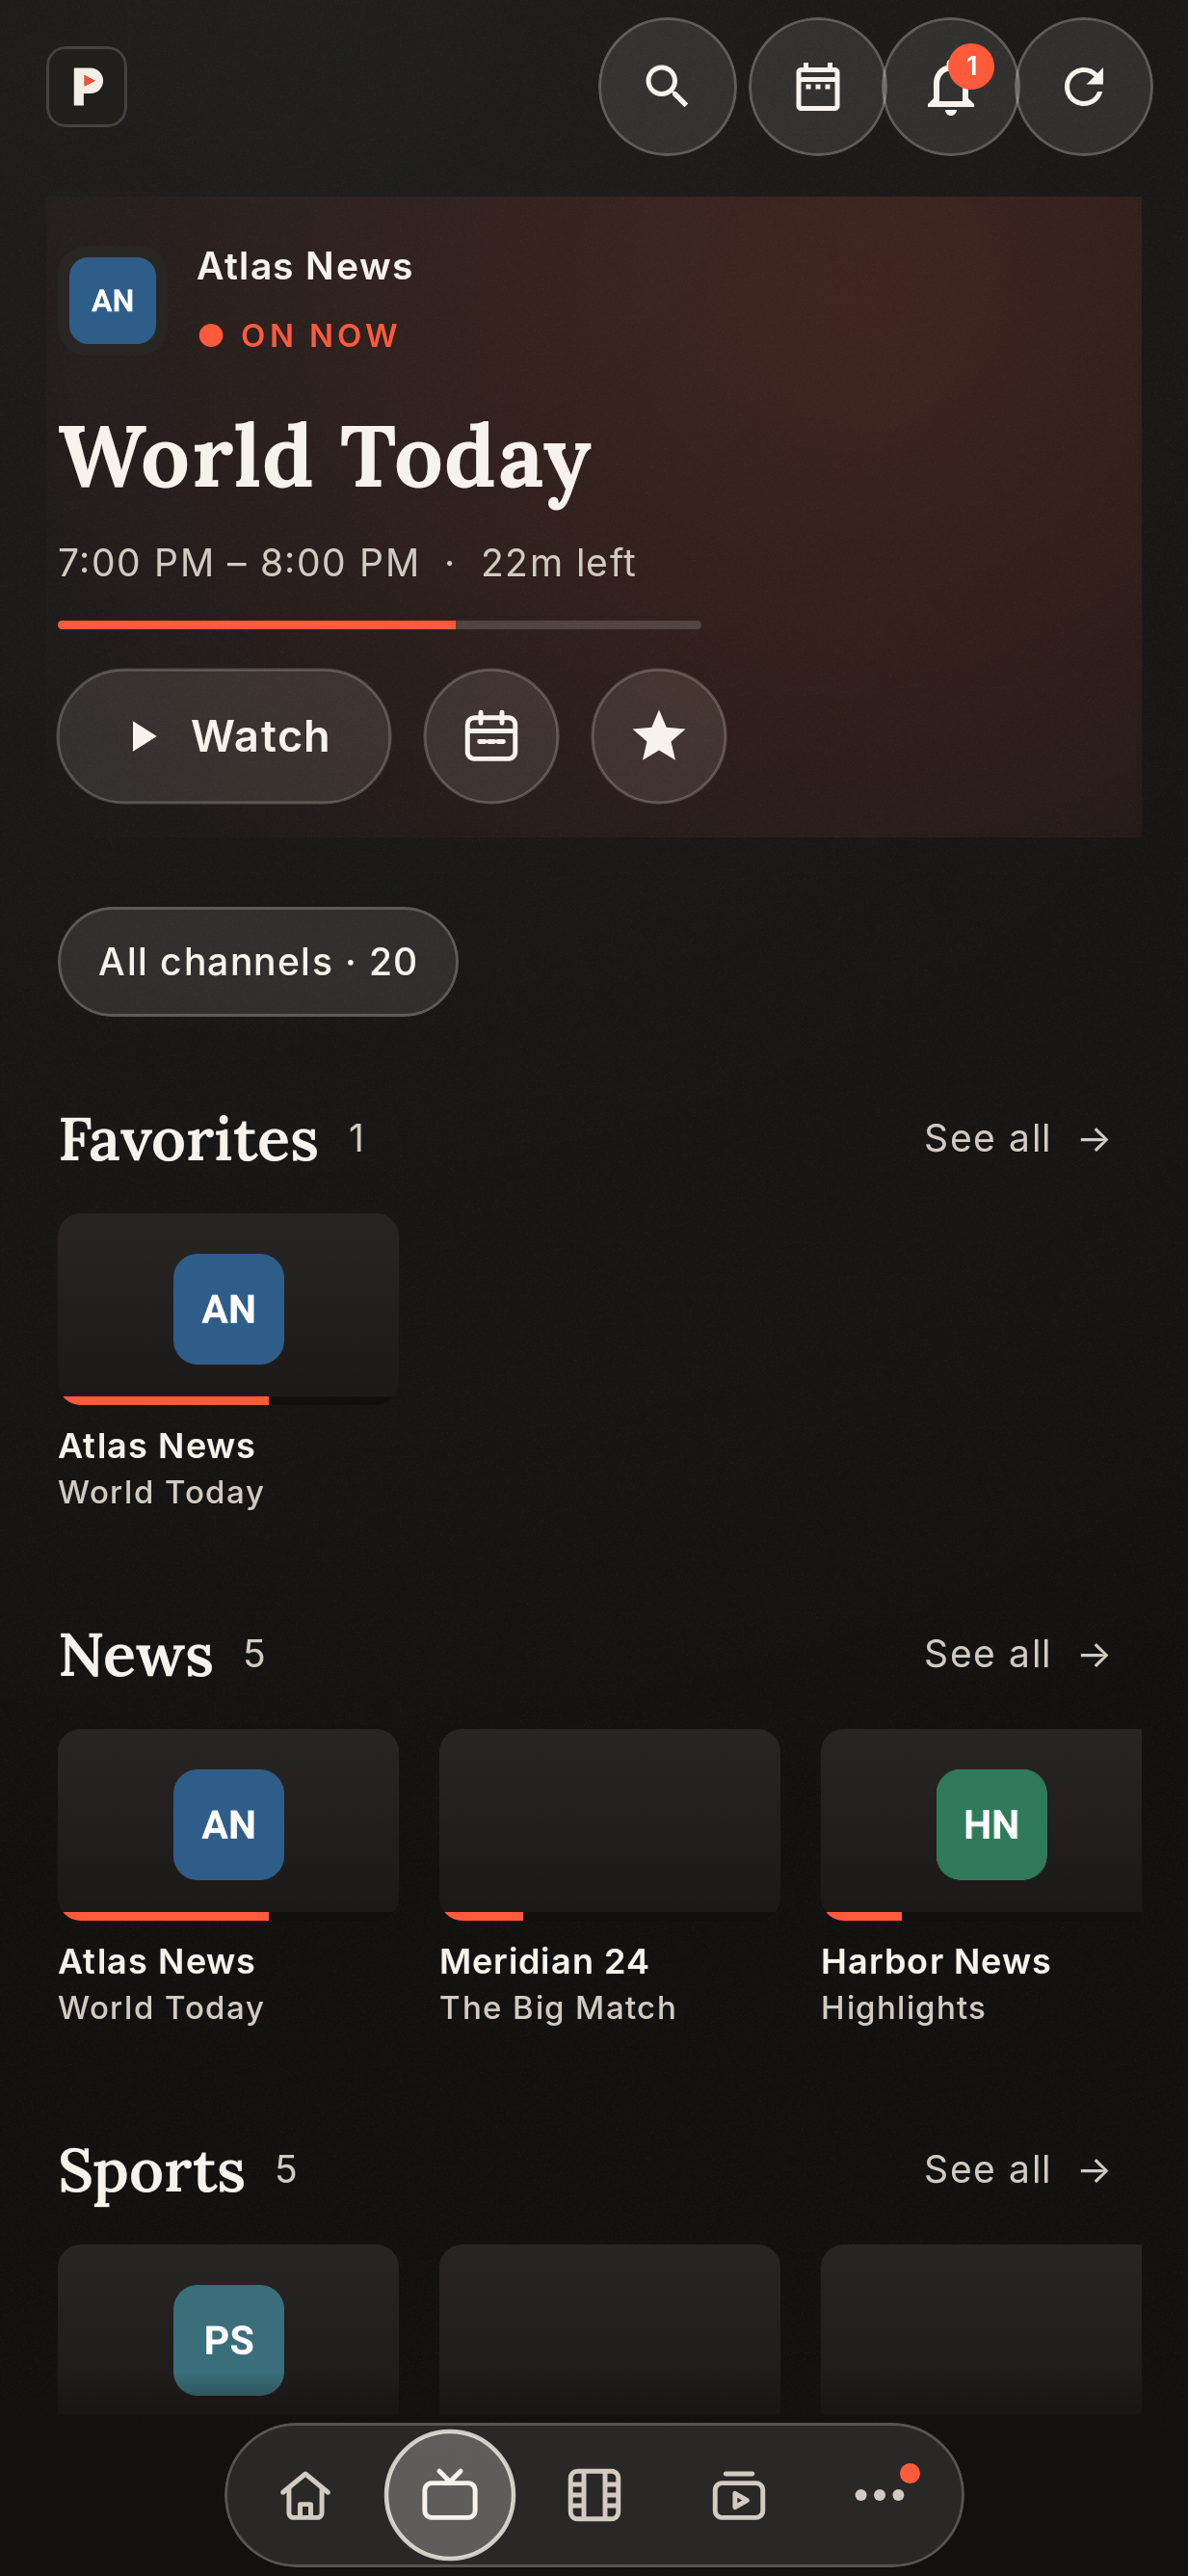 P
1
AN
Atlas News
ON NOW
World Today
7:00 PM – 8:00 PM · 22m left
Watch
All channels · 20
Favorites 1
See all →
AN
Atlas News
World Today
News 5
See all →
AN
HN
Atlas News
Meridian 24
Harbor News
World Today
The Big Match
Highlights
Sports 5
See all →
PS